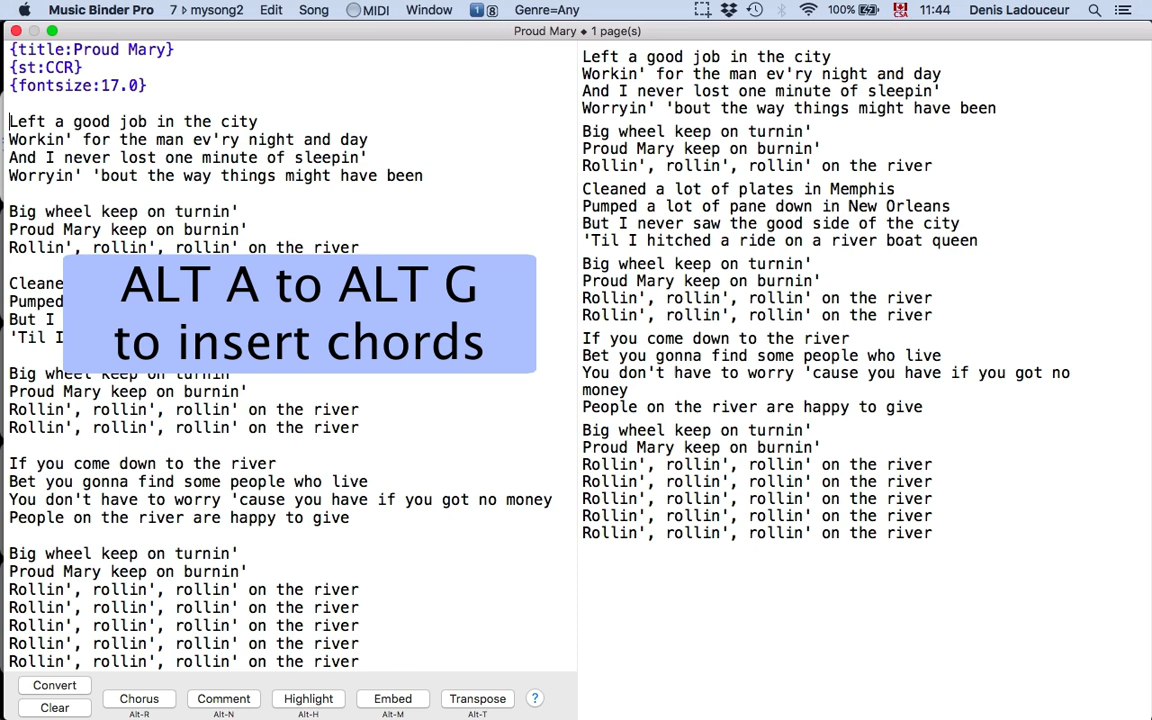 Music Binder Pro 7 › mysong2 Edit Song MIDI Window 1 8 Genre=Any 100% CSA 11:44 Denis Ladouceur
Proud Mary ◆ 1 page(s)
{title:Proud Mary}
{st:CCR}
{fontsize:17.0}
Left a good job in the city
Workin' for the man ev'ry night and day
And I never lost one minute of sleepin'
Worryin' 'bout the way things might have been
Big wheel keep on turnin'
Proud Mary keep on burnin'
Rollin', rollin', rollin' on the river
Cleane
Pumped
But I
'Til I
ALT A to ALT G
to insert chords
Big wheel keep on turnin'
Proud Mary keep on burnin'
Rollin', rollin', rollin' on the river
Rollin', rollin', rollin' on the river
If you come down to the river
Bet you gonna find some people who live
You don't have to worry 'cause you have if you got no money
People on the river are happy to give
Big wheel keep on turnin'
Proud Mary keep on burnin'
Rollin', rollin', rollin' on the river
Rollin', rollin', rollin' on the river
Rollin', rollin', rollin' on the river
Rollin', rollin', rollin' on the river
Rollin', rollin', rollin' on the river
Left a good job in the city
Workin' for the man ev'ry night and day
And I never lost one minute of sleepin'
Worryin' 'bout the way things might have been
Big wheel keep on turnin'
Proud Mary keep on burnin'
Rollin', rollin', rollin' on the river
Cleaned a lot of plates in Memphis
Pumped a lot of pane down in New Orleans
But I never saw the good side of the city
'Til I hitched a ride on a river boat queen
Big wheel keep on turnin'
Proud Mary keep on burnin'
Rollin', rollin', rollin' on the river
Rollin', rollin', rollin' on the river
If you come down to the river
Bet you gonna find some people who live
You don't have to worry 'cause you have if you got no
money
People on the river are happy to give
Big wheel keep on turnin'
Proud Mary keep on burnin'
Rollin', rollin', rollin' on the river
Rollin', rollin', rollin' on the river
Rollin', rollin', rollin' on the river
Rollin', rollin', rollin' on the river
Rollin', rollin', rollin' on the river
Convert
Clear
Chorus Comment Highlight Embed Transpose ?
Alt-R Alt-N Alt-H Alt-M Alt-T